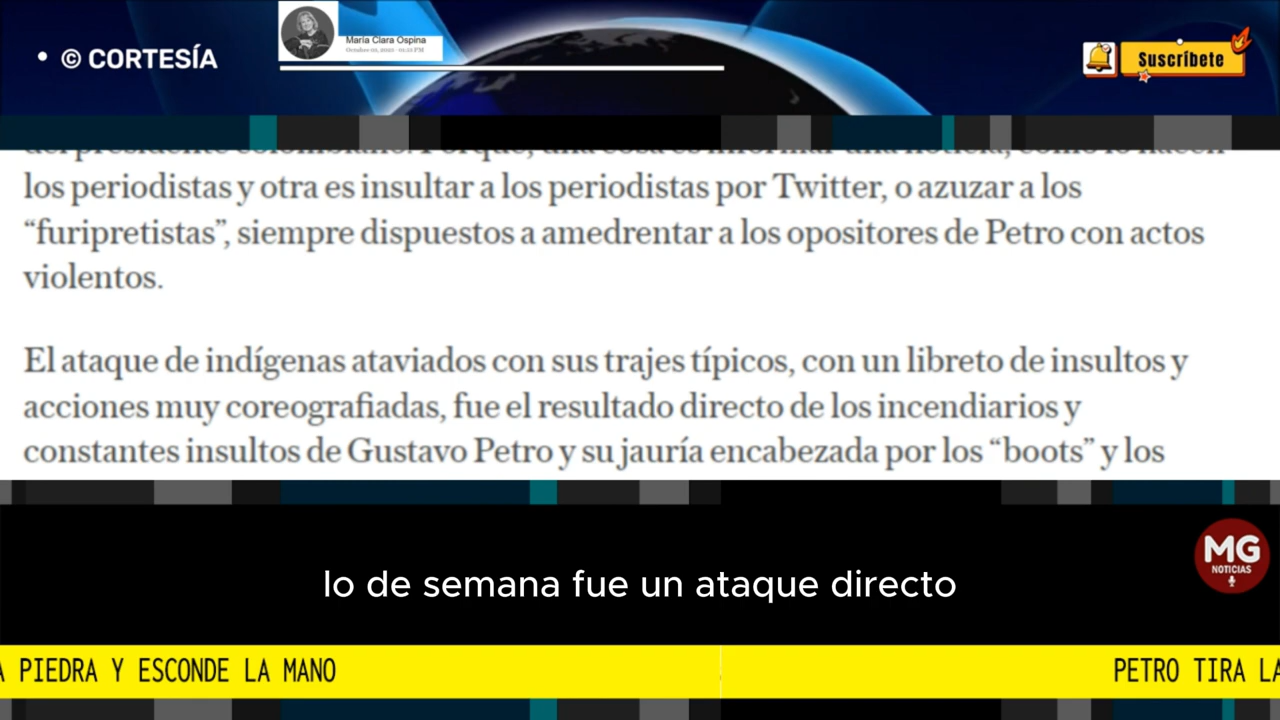 • © CORTESÍA
María Clara Ospina
Suscríbete
los periodistas y otra es insultar a los periodistas por Twitter, o azuzar a los
“furipretistas”, siempre dispuestos a amedrentar a los opositores de Petro con actos
violentos.
El ataque de indígenas ataviados con sus trajes típicos, con un libreto de insultos y
acciones muy coreografiadas, fue el resultado directo de los incendiarios y
constantes insultos de Gustavo Petro y su jauría encabezada por los “boots” y los
MG
NOTICIAS
lo de semana fue un ataque directo
A PIEDRA Y ESCONDE LA MANO
PETRO TIRA LA